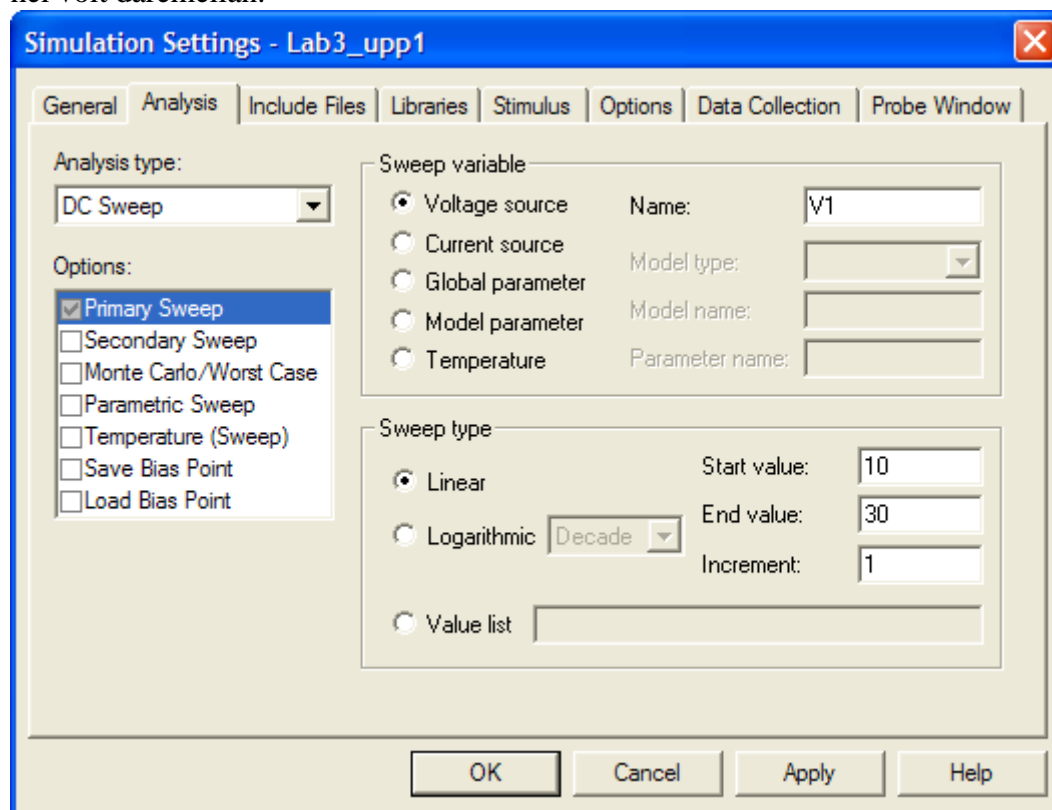 hel volt däremellan.
Simulation Settings - Lab3_upp1
General Analysis Include Files Libraries Stimulus Options Data Collection Probe Window
Analysis type:
DC Sweep
Options:
Primary Sweep
Secondary Sweep
Monte Carlo/Worst Case
Parametric Sweep
Temperature (Sweep)
Save Bias Point
Load Bias Point
Sweep variable
Voltage source
Current source
Global parameter
Model parameter
Temperature
Name: V1
Model type:
Model name:
Parameter name:
Sweep type
Linear
Logarithmic Decade
Value list
Start value: 10
End value: 30
Increment: 1
OK Cancel Apply Help